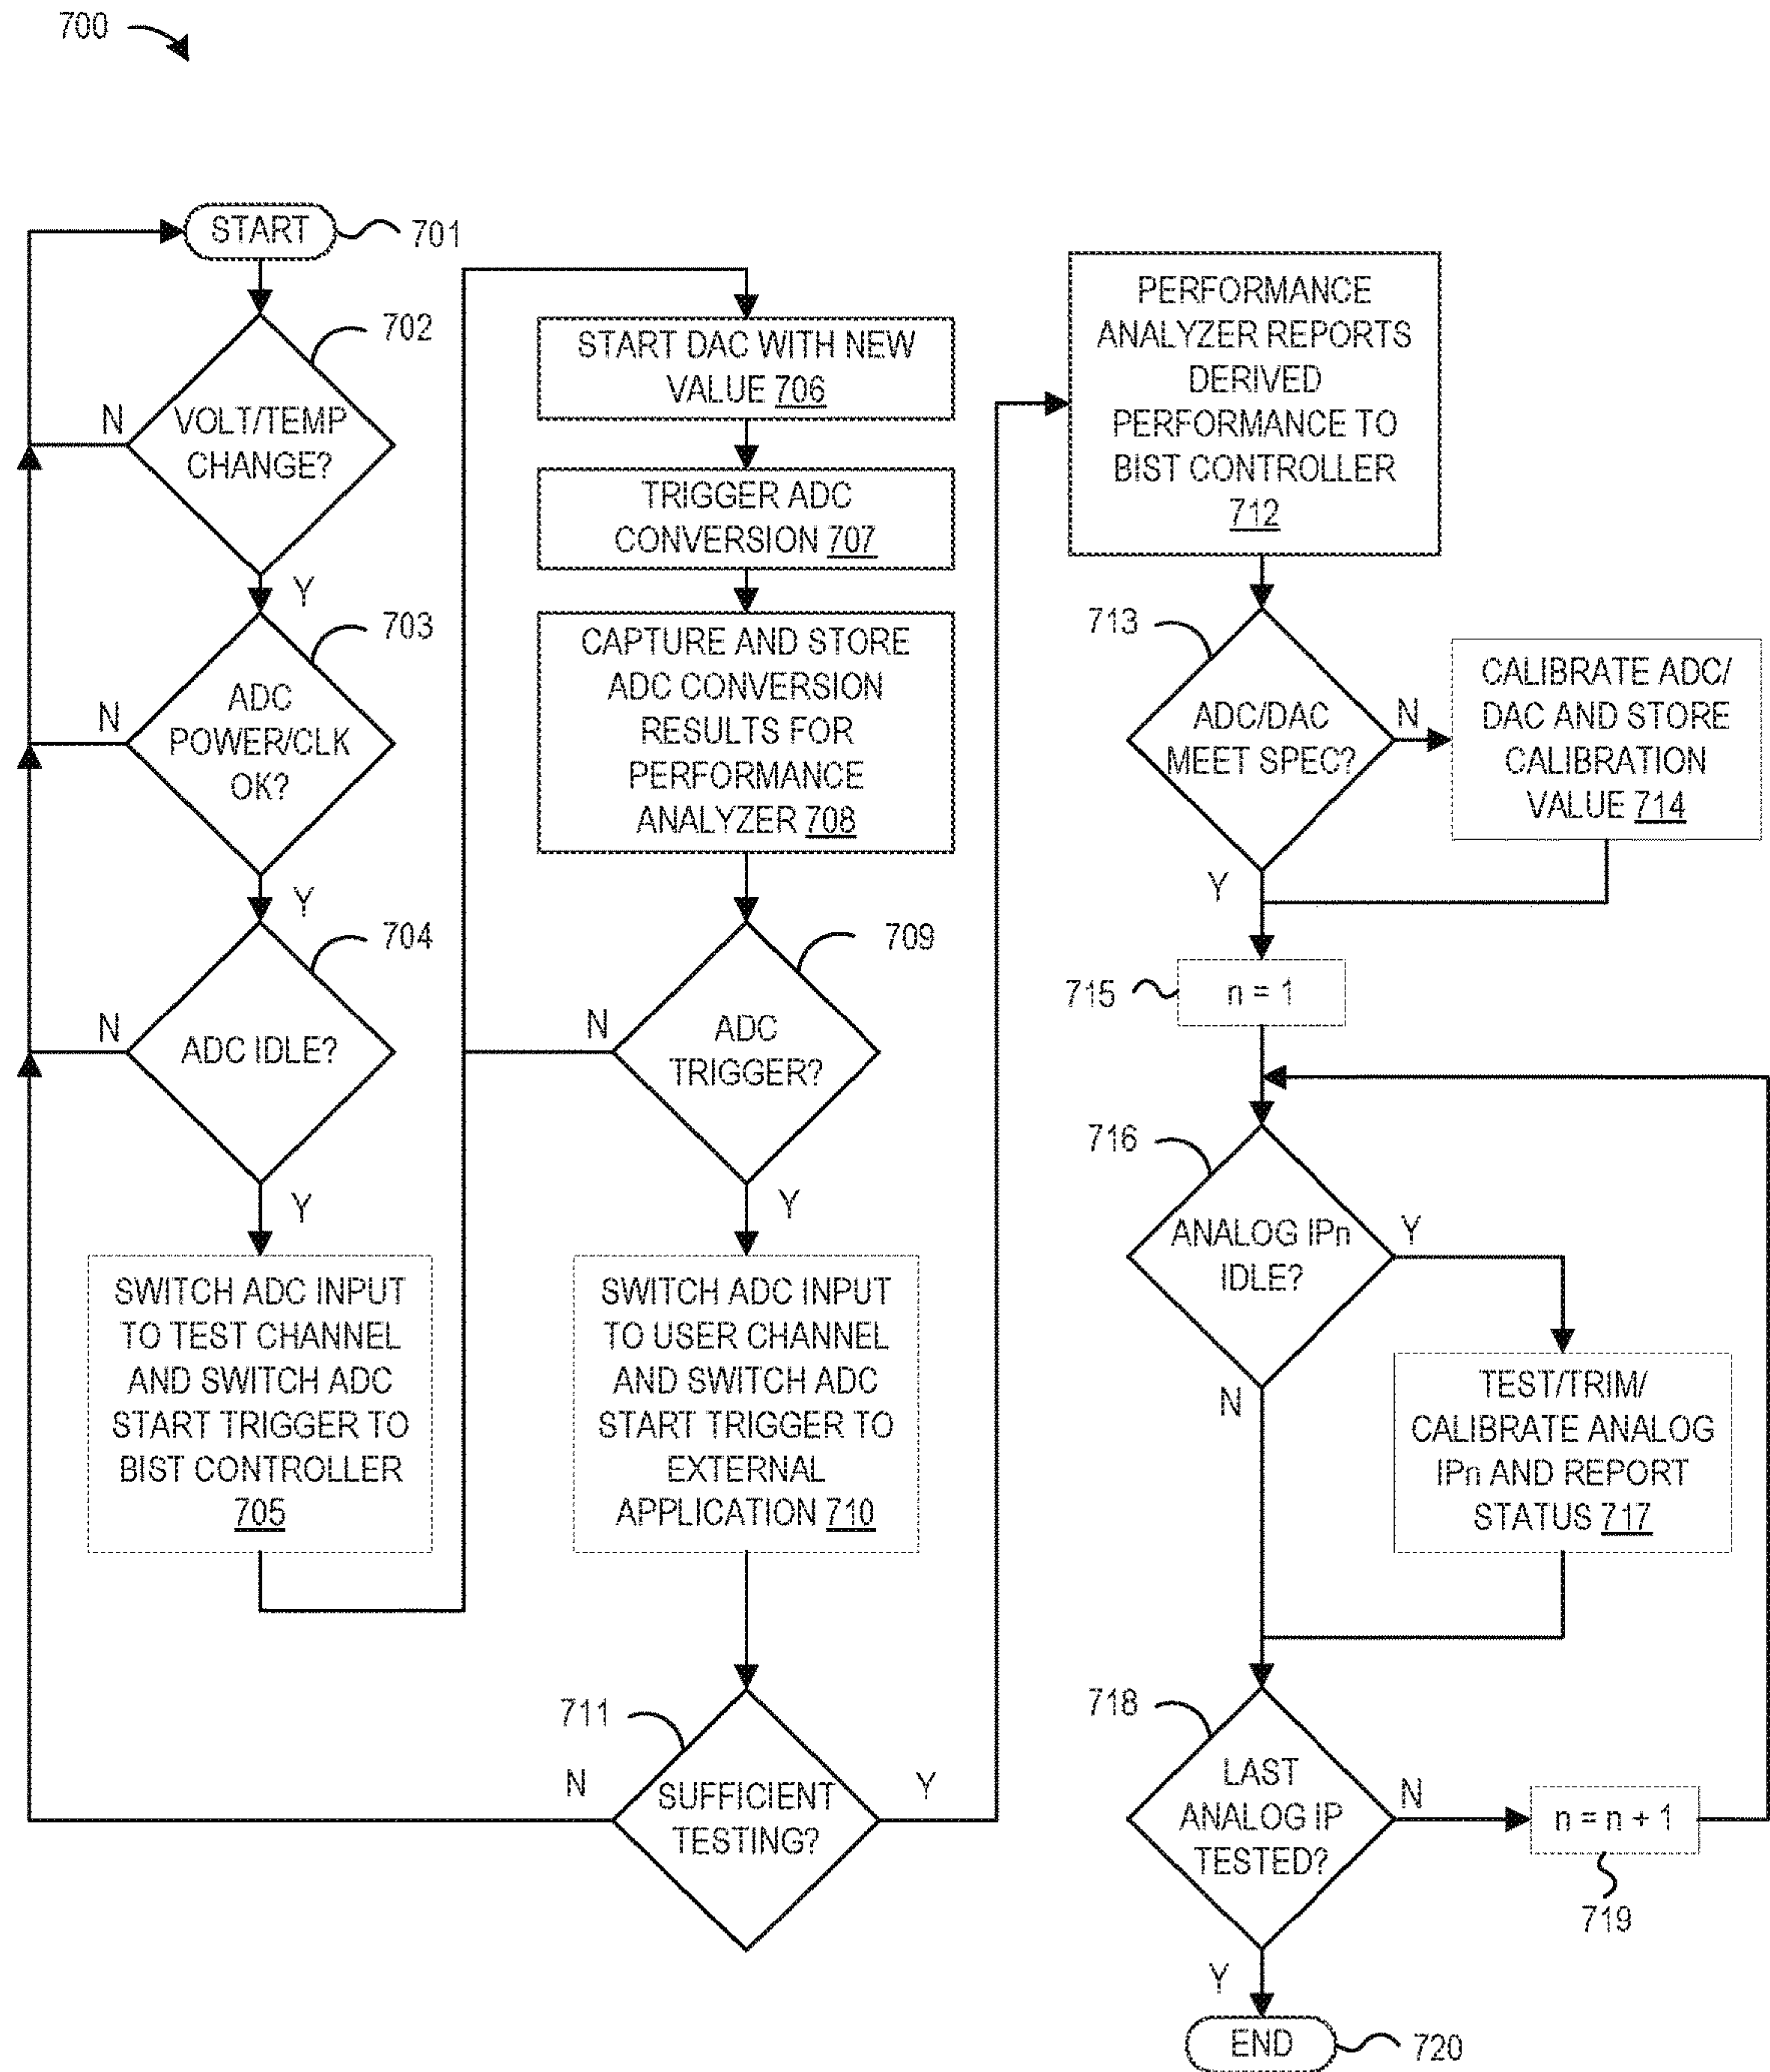 700
START
701
702
VOLT/TEMP
CHANGE?
N
Y
703
ADC
POWER/CLK
OK?
N
Y
704
ADC IDLE?
N
Y
SWITCH ADC INPUT
TO TEST CHANNEL
AND SWITCH ADC
START TRIGGER TO
BIST CONTROLLER
705
START DAC WITH NEW
VALUE 706
TRIGGER ADC
CONVERSION 707
CAPTURE AND STORE
ADC CONVERSION
RESULTS FOR
PERFORMANCE
ANALYZER 708
709
ADC
TRIGGER?
N
Y
SWITCH ADC INPUT
TO USER CHANNEL
AND SWITCH ADC
START TRIGGER TO
EXTERNAL
APPLICATION 710
711
SUFFICIENT
TESTING?
N
Y
PERFORMANCE
ANALYZER REPORTS
DERIVED
PERFORMANCE TO
BIST CONTROLLER
712
713
ADC/DAC
MEET SPEC?
N
Y
CALIBRATE ADC/
DAC AND STORE
CALIBRATION
VALUE 714
715
n = 1
716
ANALOG IPn
IDLE?
Y
N
TEST/TRIM/
CALIBRATE ANALOG
IPn AND REPORT
STATUS 717
718
LAST
ANALOG IP
TESTED?
N
Y
n = n + 1
719
END
720